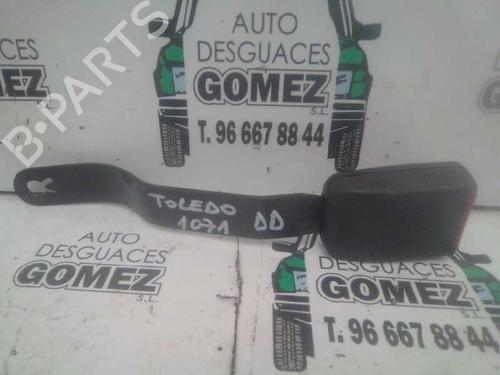 AUTO
DESGUACES
GOMEZ
S.L.
T. 96 667 88 44
B-PARTS
TOLEDO
1071 DD
AUTO
DESGUACES
GOMEZ
S.L.
DESGUACES
GOMEZ
S.L.
T. 96 667 88 44